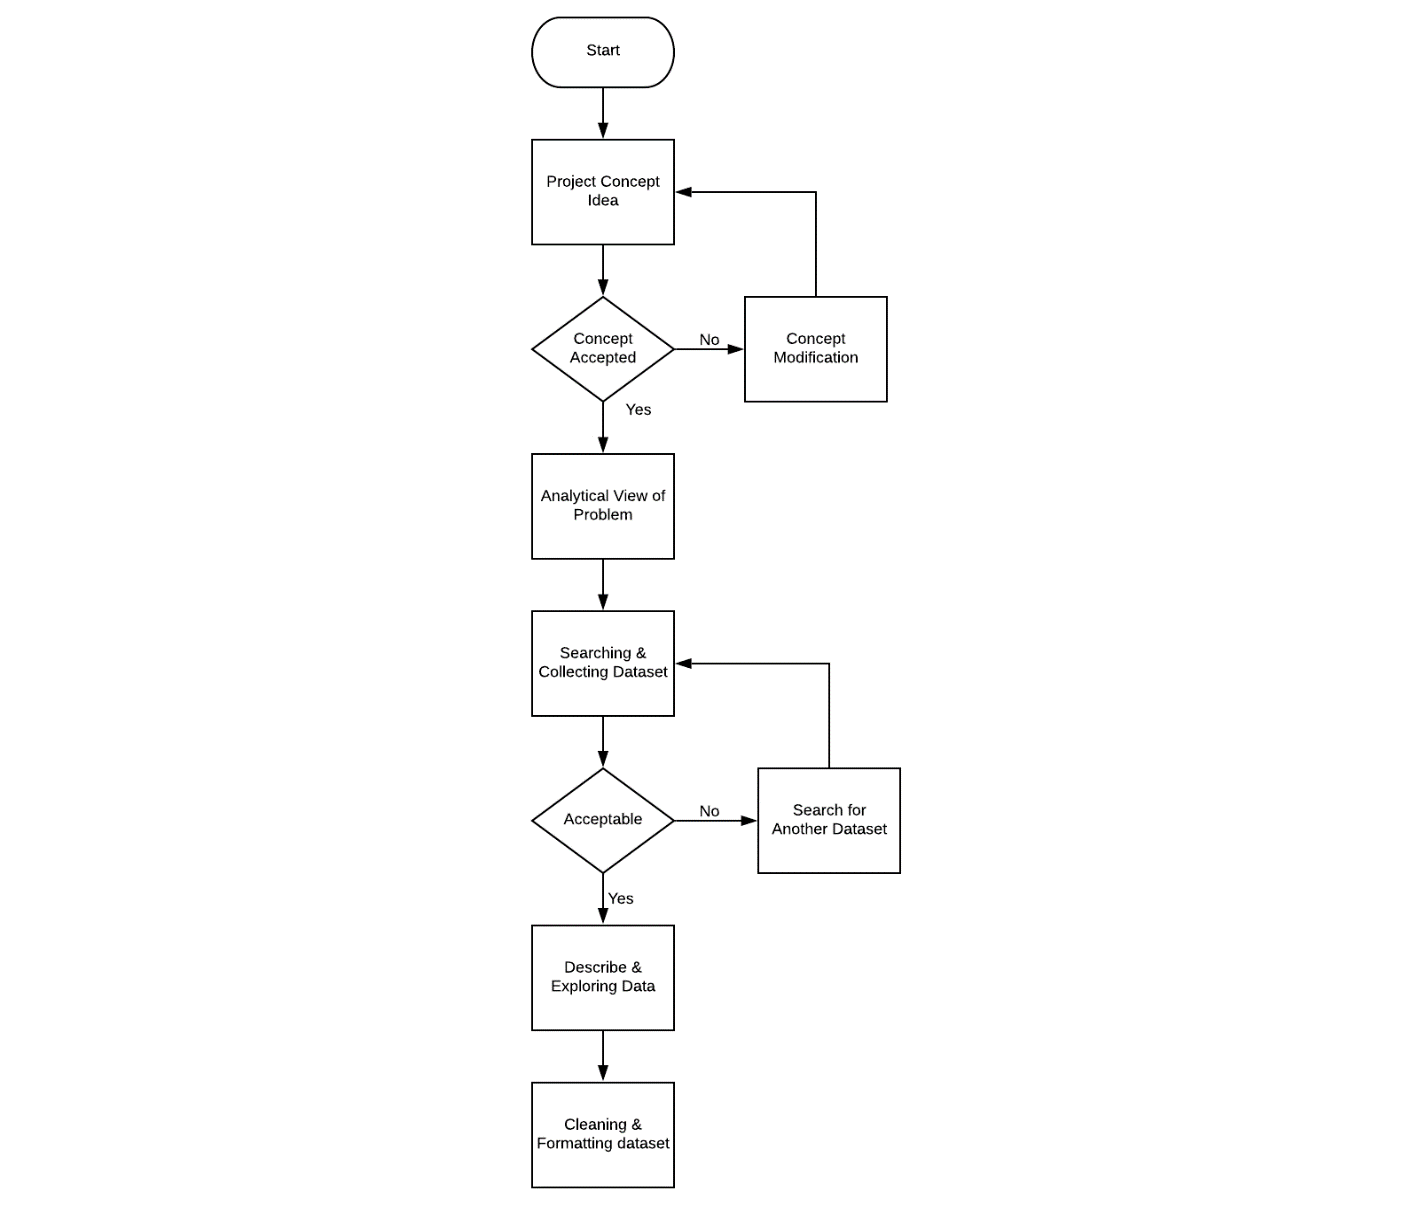 Start
Project Concept
Idea
Concept
Accepted
No
Concept
Modification
Yes
Analytical View of
Problem
Searching &
Collecting Dataset
Acceptable
No
Search for
Another Dataset
Yes
Describe &
Exploring Data
Cleaning &
Formatting dataset